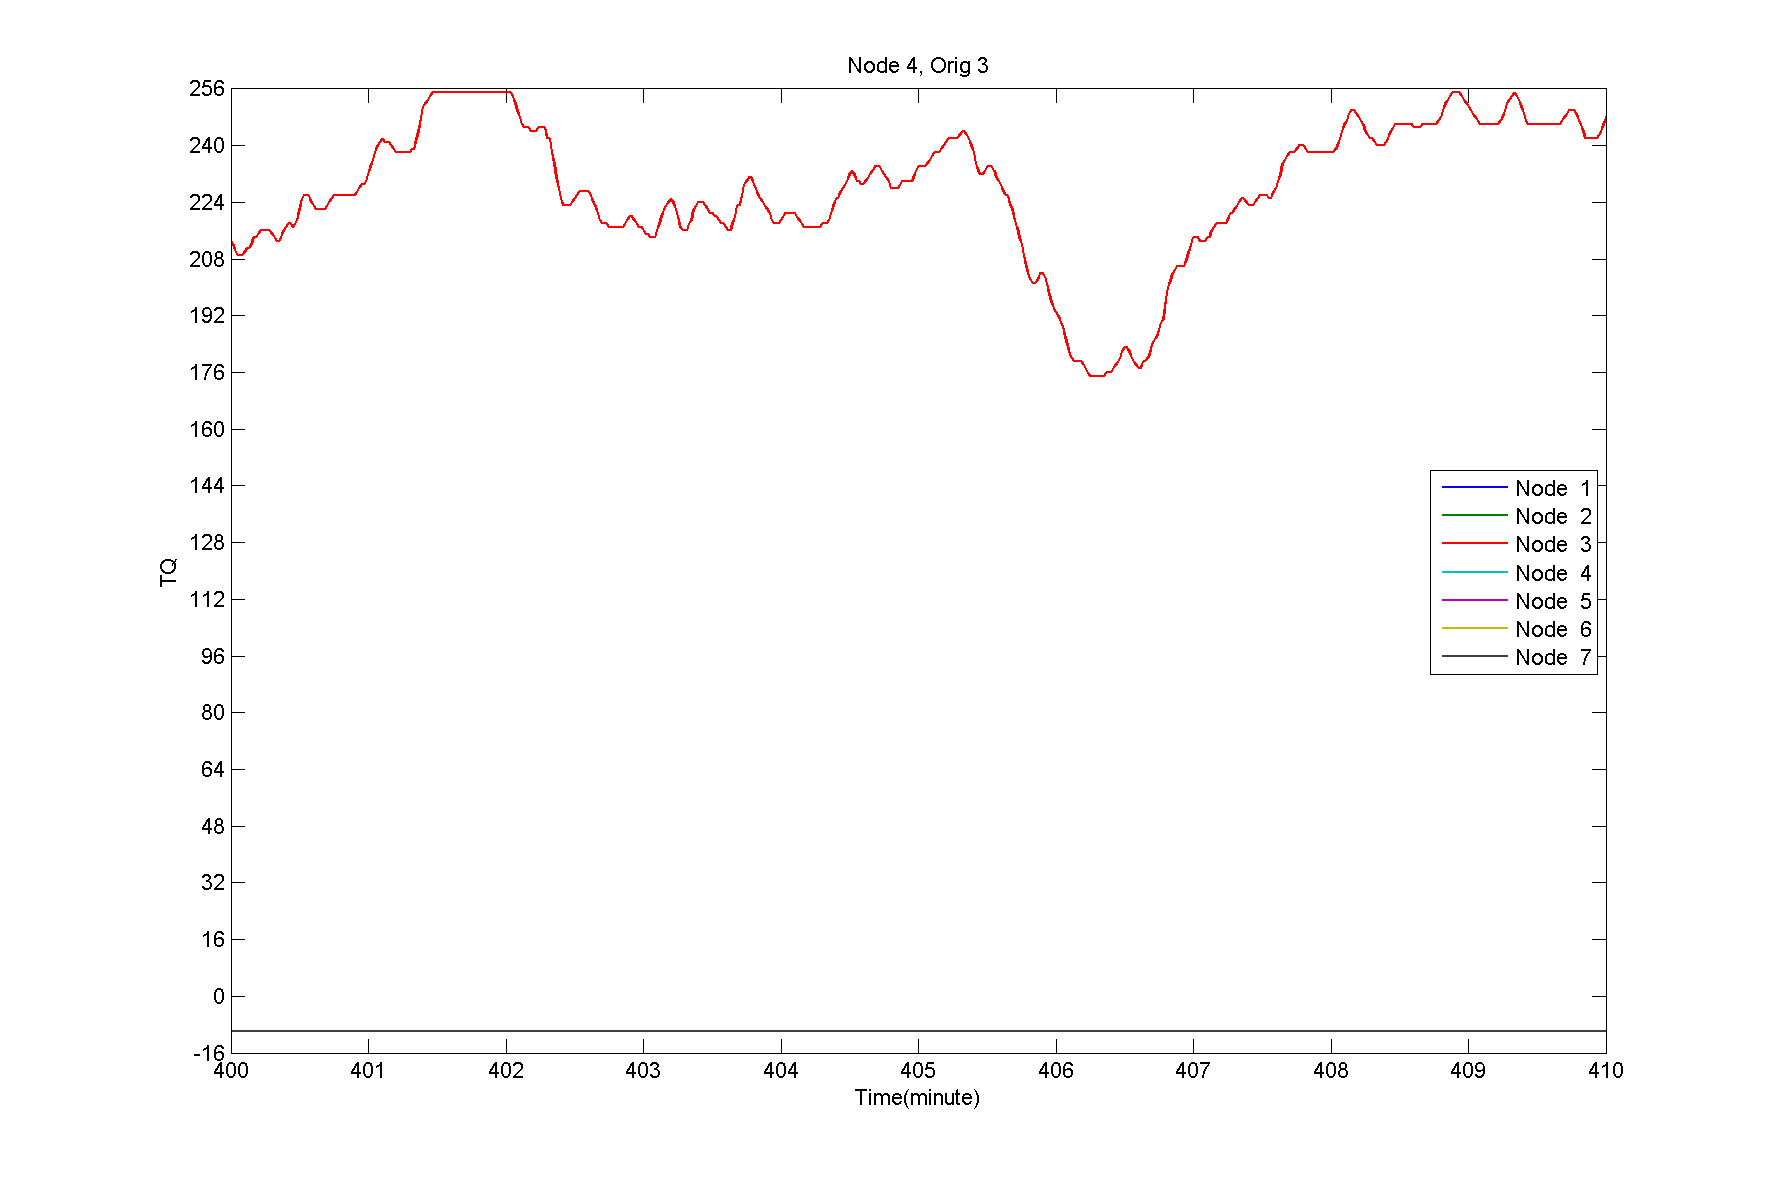 Node 4, Orig 3
256
240
224
208
192
176
160
144
128
112
96
80
64
48
32
16
0
-16
TQ
Node 1
Node 2
Node 3
Node 4
Node 5
Node 6
Node 7
400 401 402 403 404 405 406 407 408 409 410
Time(minute)